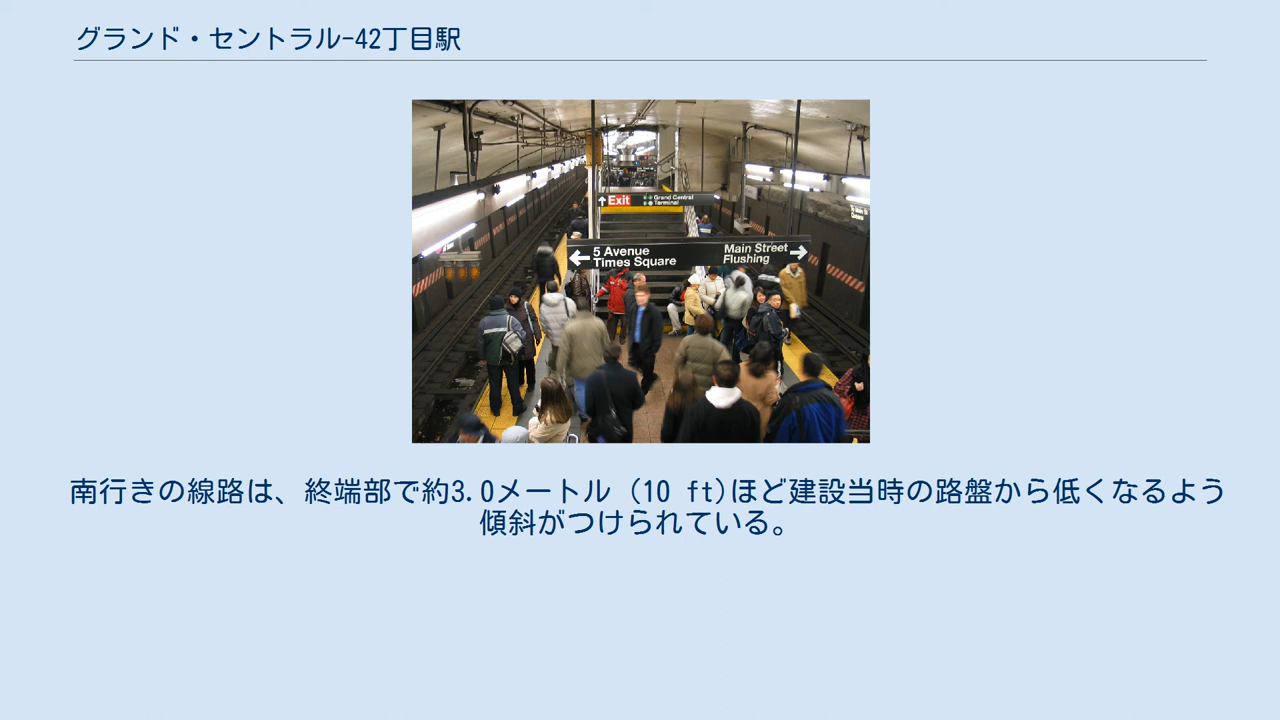 グランド・セントラル-42丁目駅
↑ Exit
Grand Central
Terminal
← 5 Avenue
Times Square
Main Street →
Flushing
南行きの線路は、終端部で約3.0メートル (10 ft)ほど建設当時の路盤から低くなるよう
傾斜がつけられている。